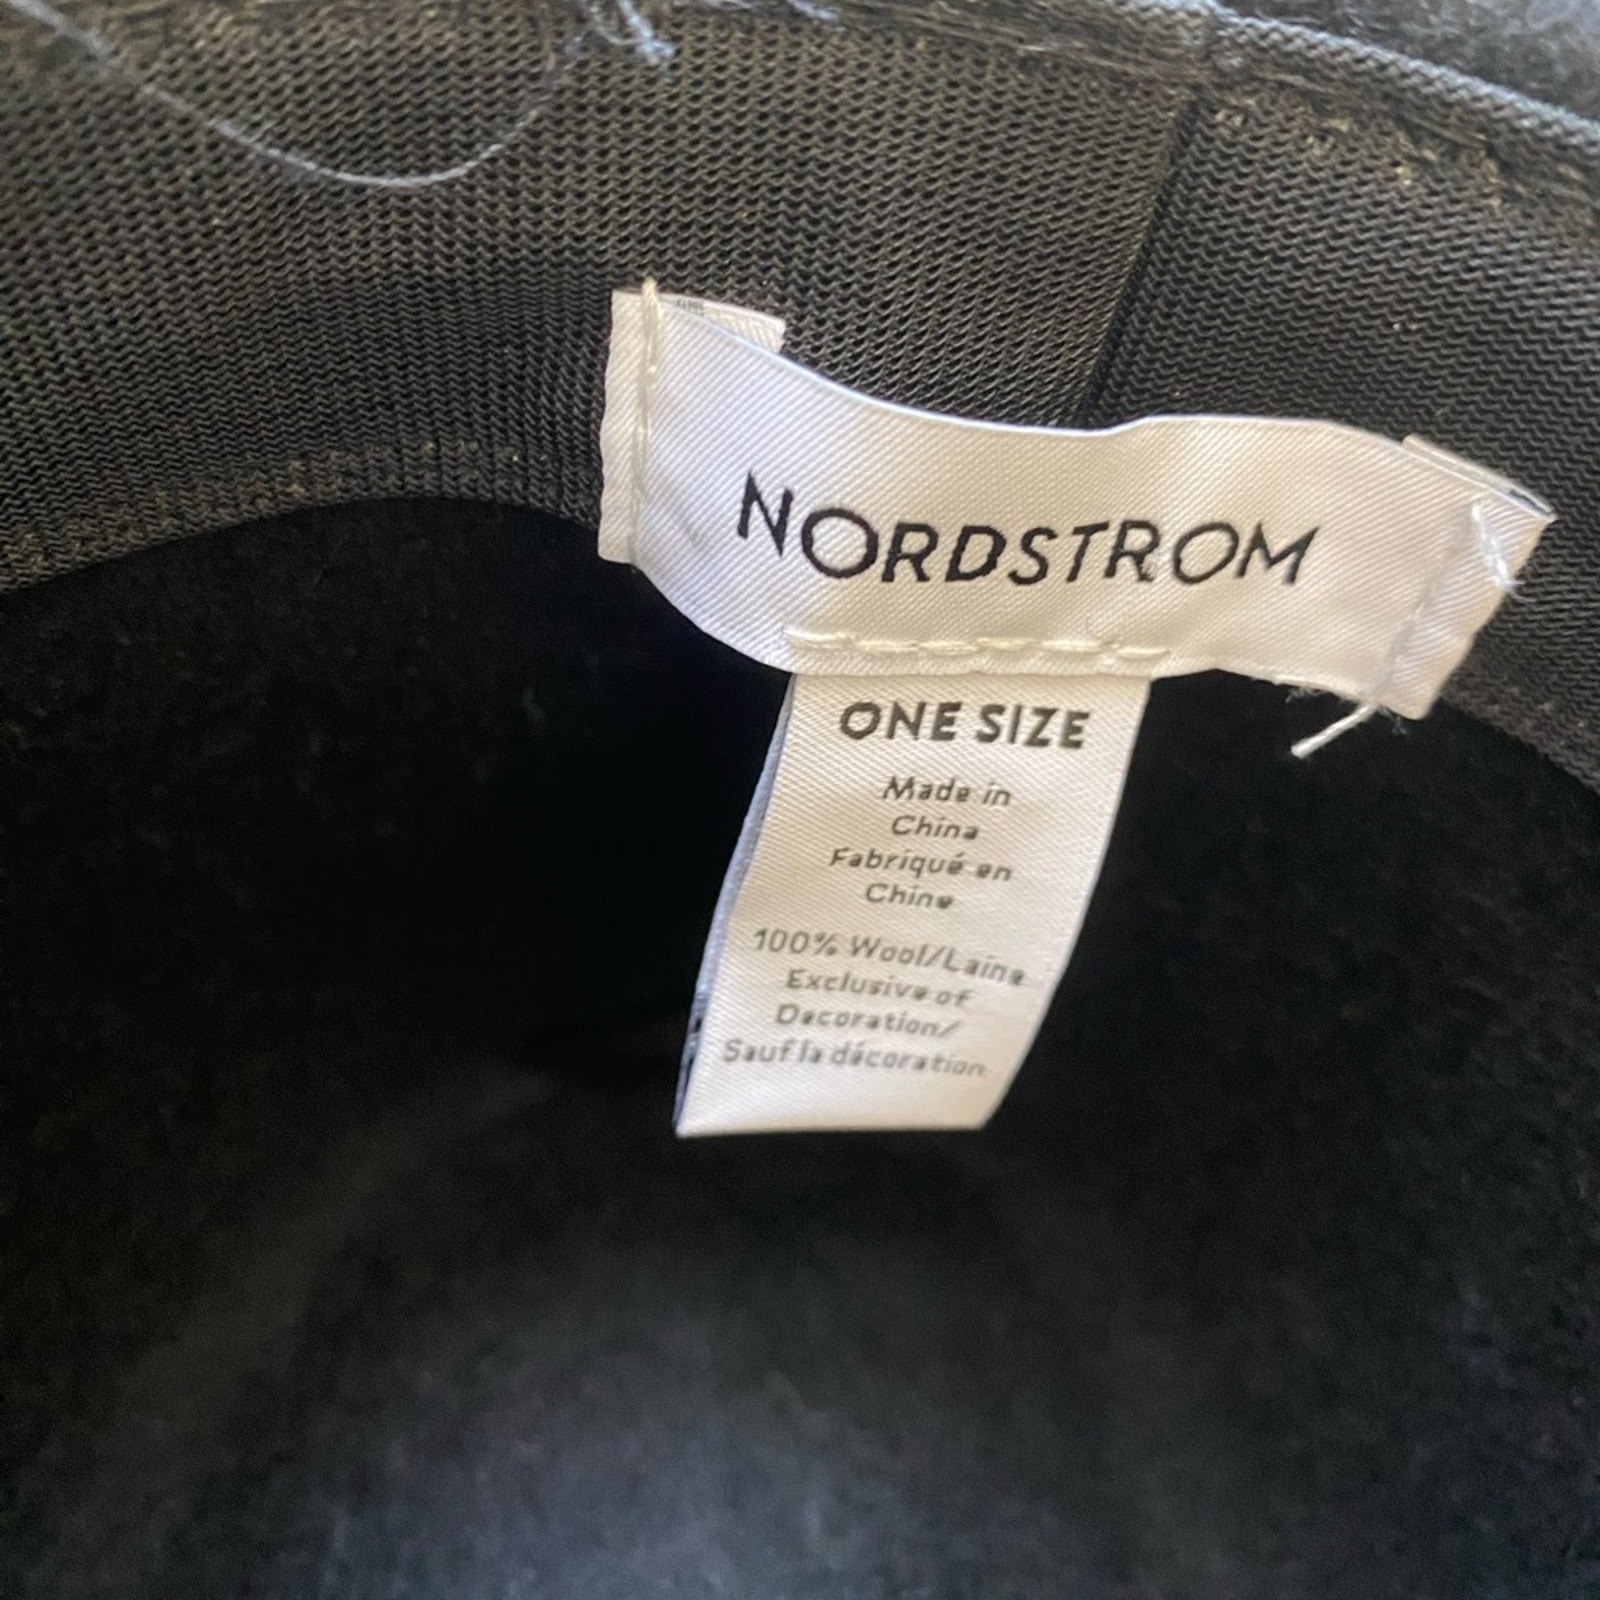 NORDSTROM
ONE SIZE
Made in
China
Fabriqué en
Chine
100% Wool/Laine
Exclusive of
Decoration/
Sauf la décoration